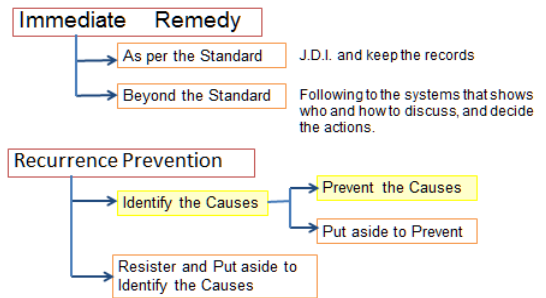 Immediate Remedy
As per the Standard
J.D.I. and keep the records
Beyond the Standard
Following to the systems that shows
who and how to discuss, and decide
the actions.
Recurrence Prevention
Identify the Causes
Prevent the Causes
Put aside to Prevent
Resister and Put aside to
Identify the Causes